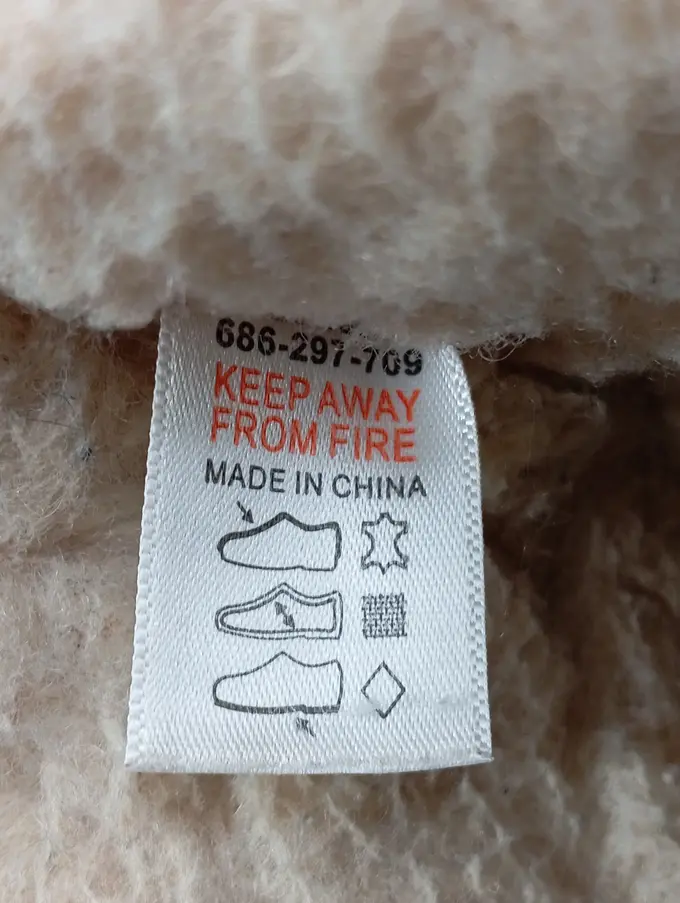 686-297-709
KEEP AWAY
FROM FIRE
MADE IN CHINA